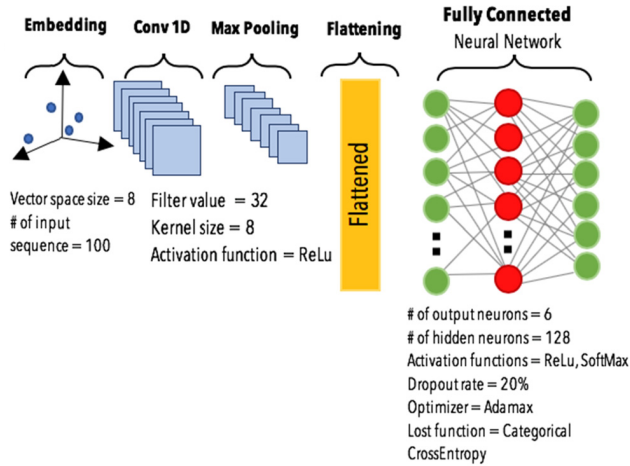 Embedding
Conv 1D
Max Pooling
Flattening
Fully Connected
Neural Network
Vector space size = 8
# of input
sequence = 100
Filter value = 32
Kernel size = 8
Activation function = ReLu
Flattened
# of output neurons = 6
# of hidden neurons = 128
Activation functions = ReLu, SoftMax
Dropout rate = 20%
Optimizer = Adamax
Lost function = Categorical
CrossEntropy